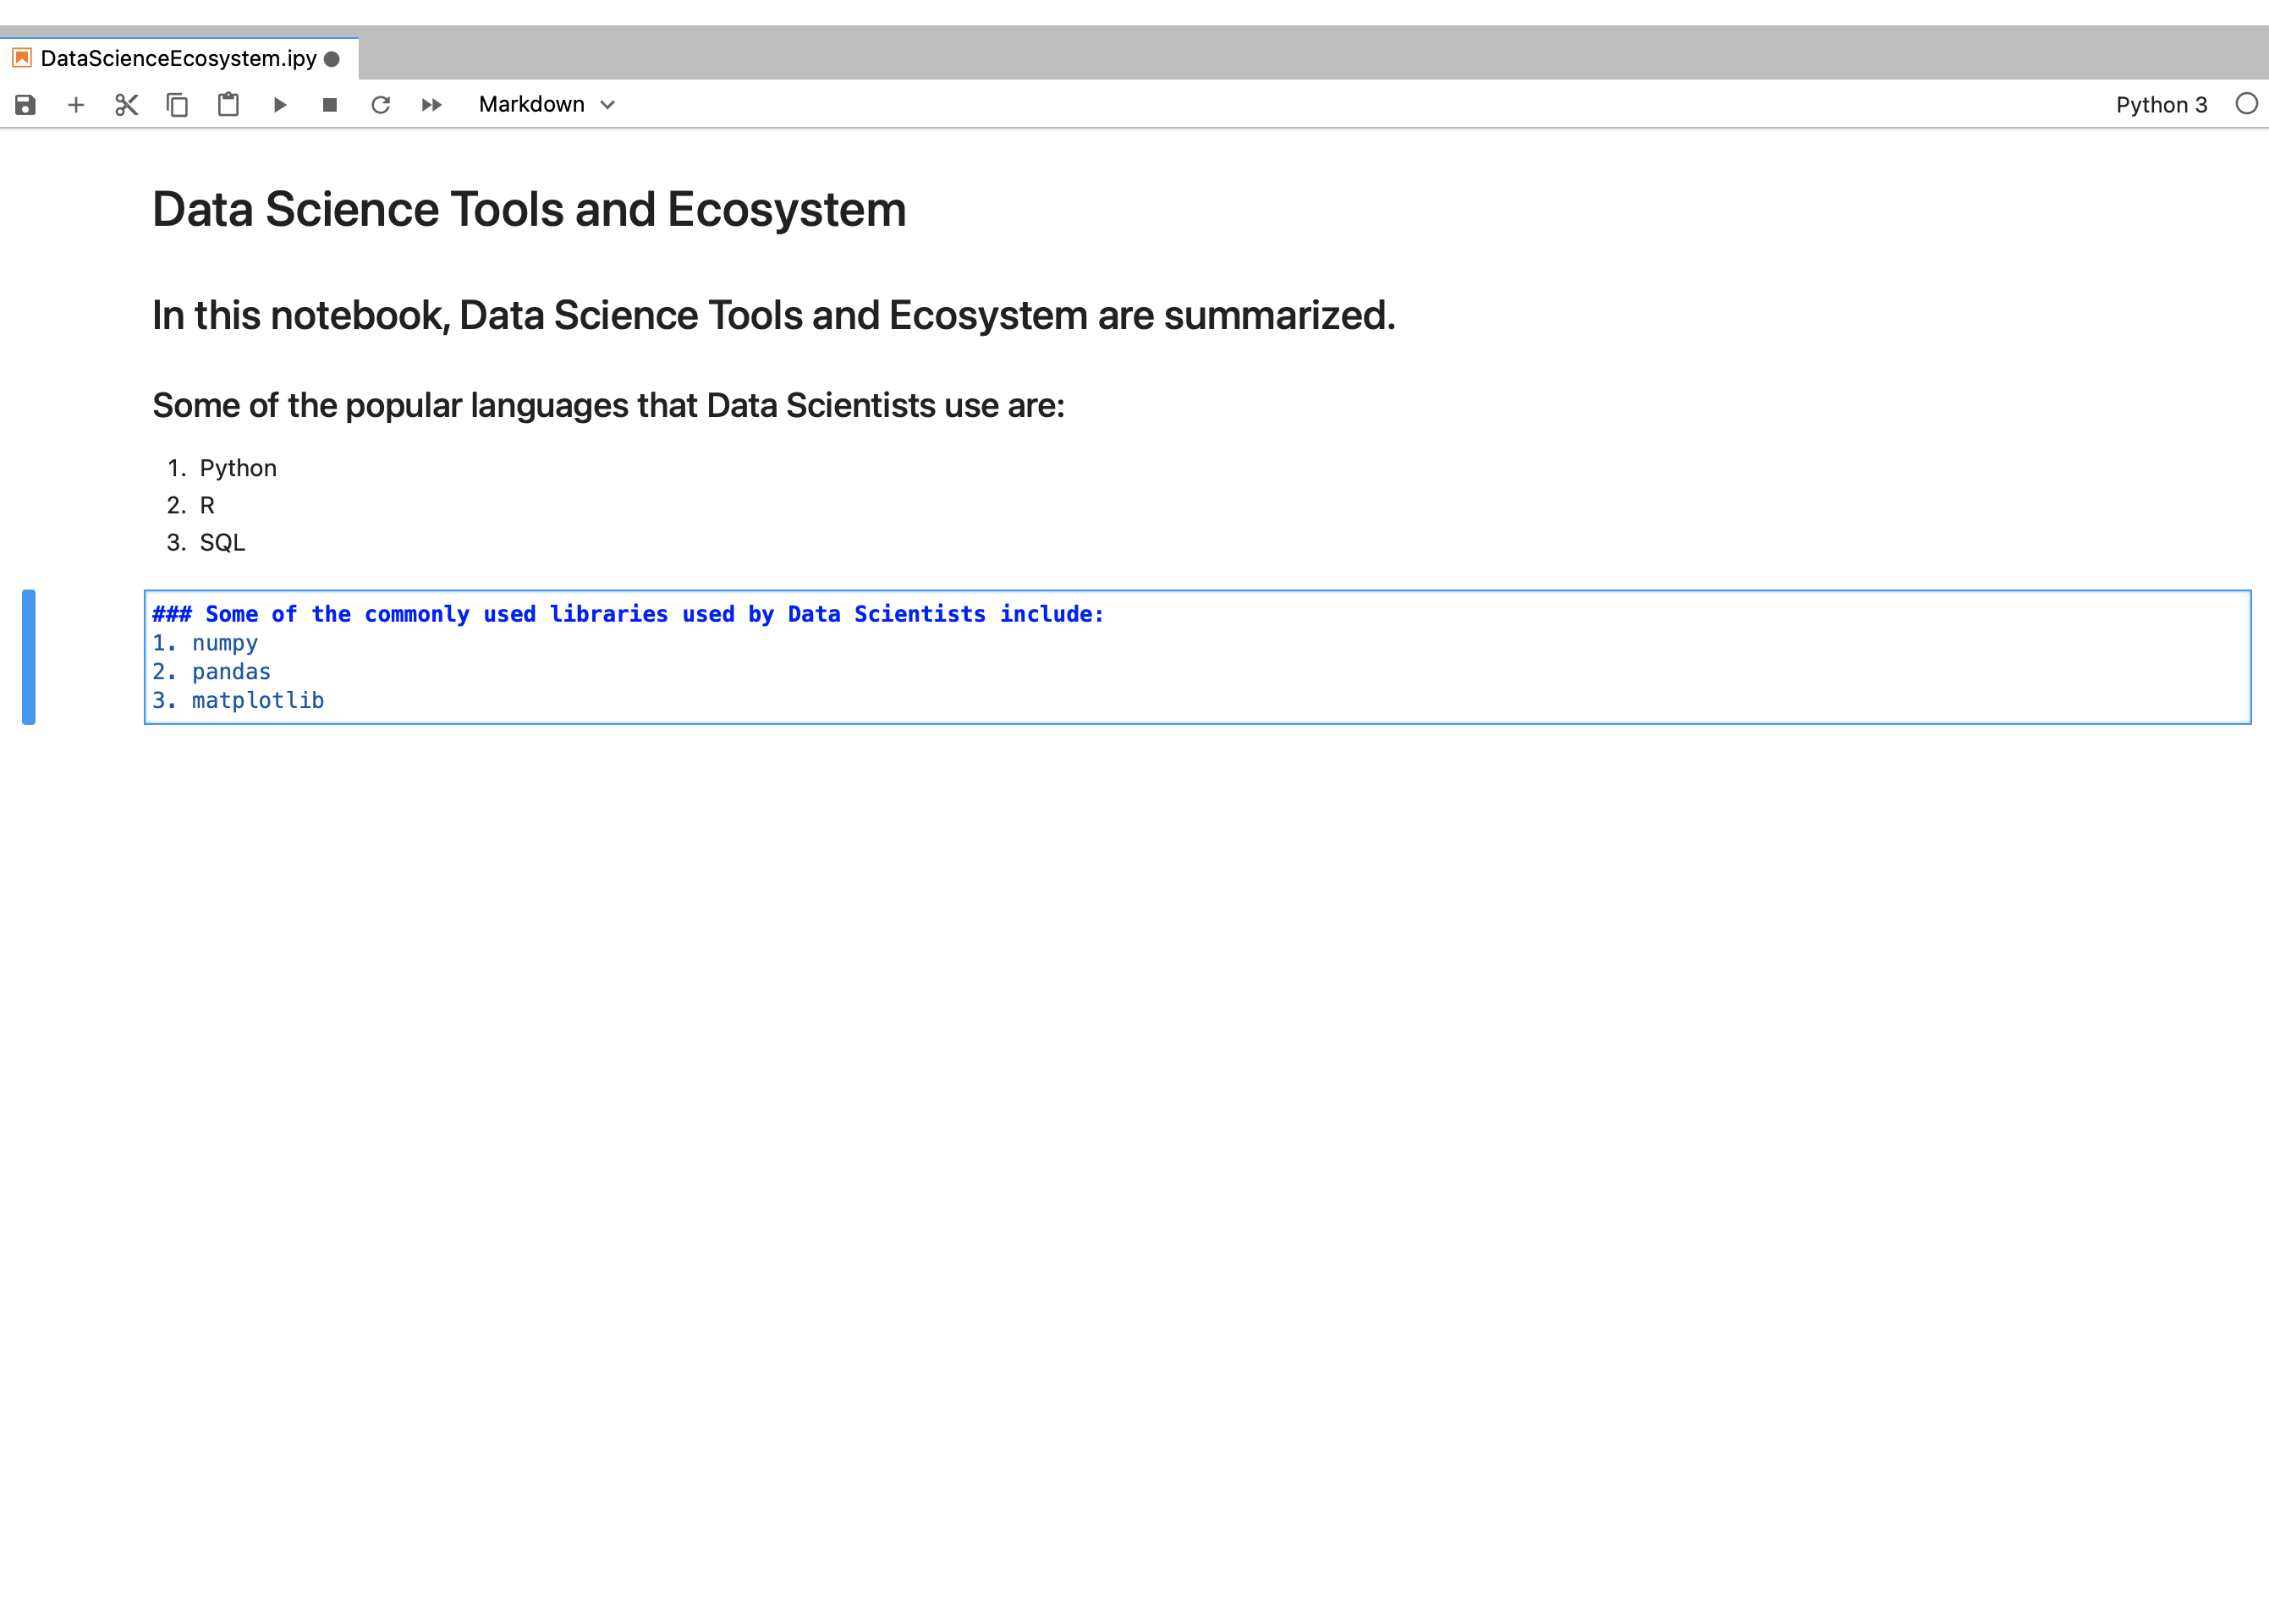 DataScienceEcosystem.ipy
Markdown
Python 3
Data Science Tools and Ecosystem
In this notebook, Data Science Tools and Ecosystem are summarized.
Some of the popular languages that Data Scientists use are:
1. Python
2. R
3. SQL
### Some of the commonly used libraries used by Data Scientists include:
1. numpy
2. pandas
3. matplotlib